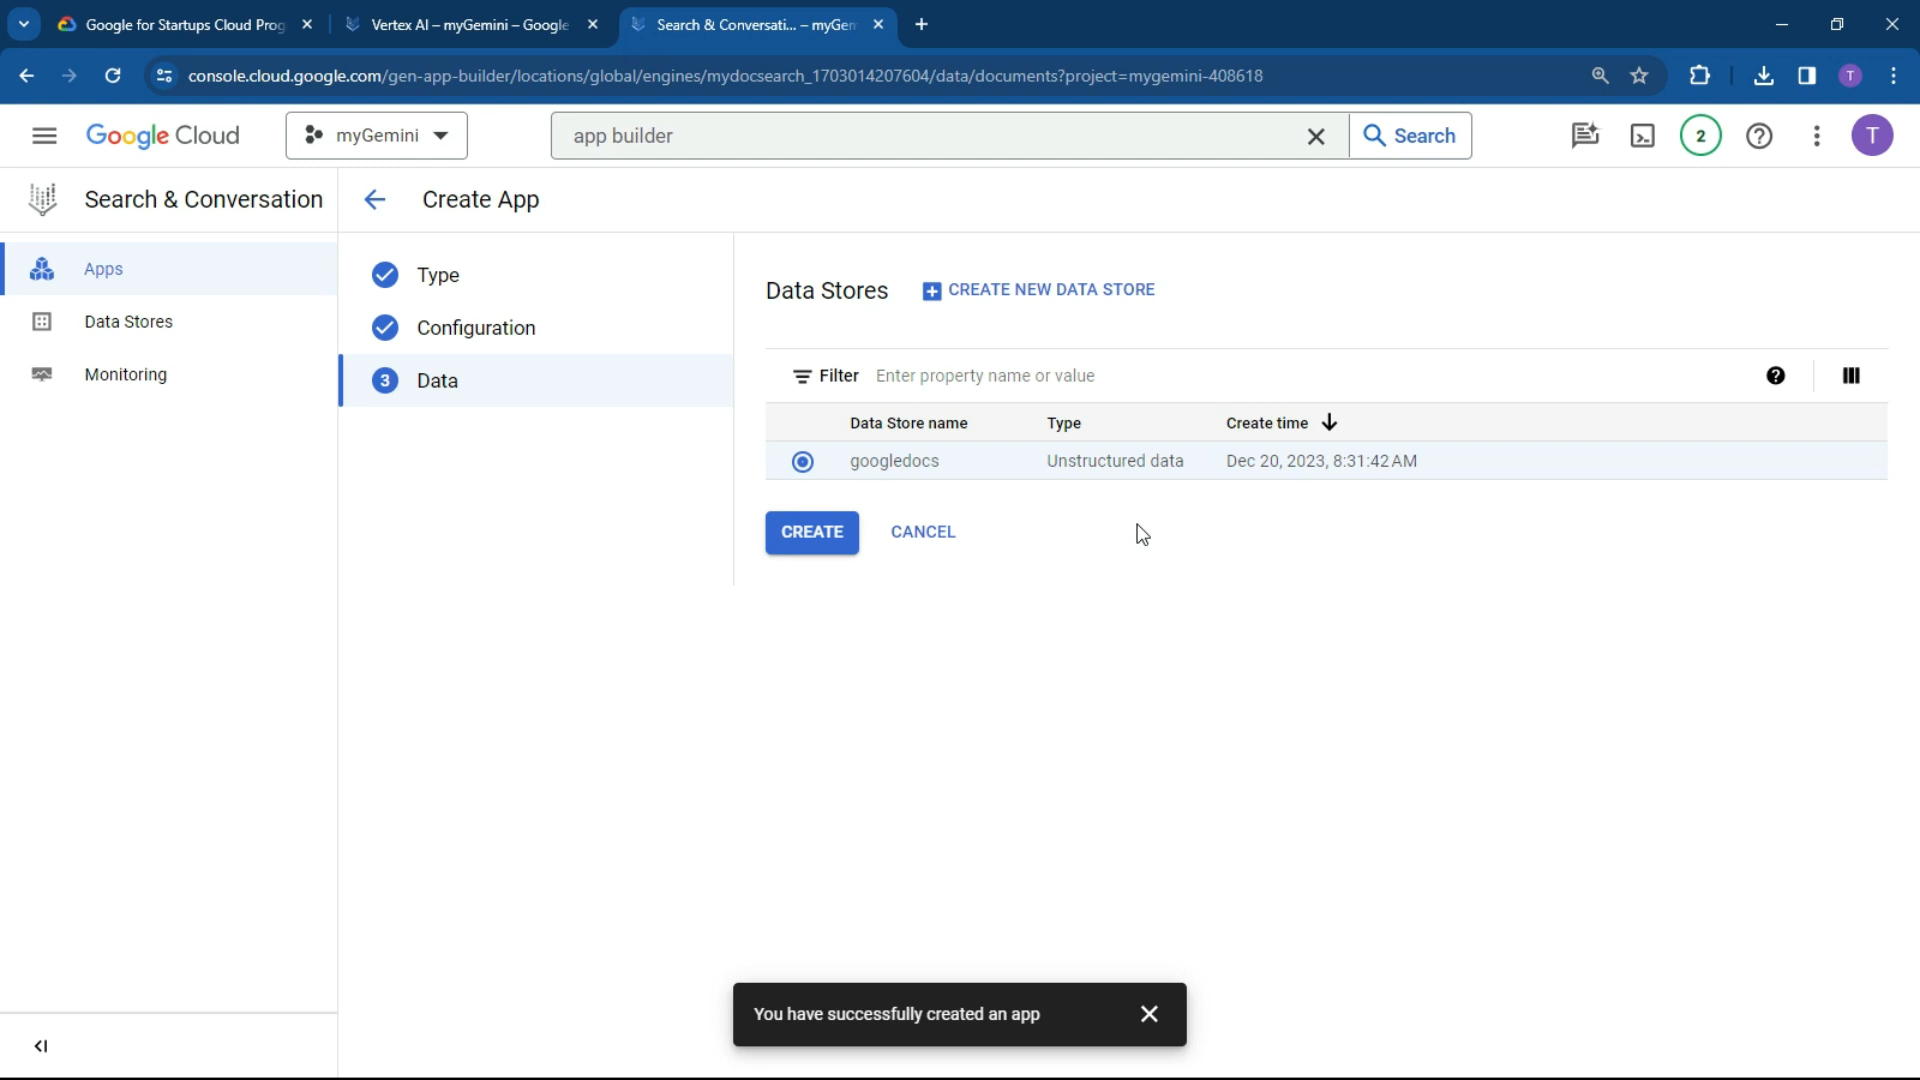 Google for Startups Cloud Prog
Vertex AI – myGemini – Google
Search & Conversati... – myGem
console.cloud.google.com/gen-app-builder/locations/global/engines/mydocsearch_1703014207604/data/documents?project=mygemini-408618
T
Google Cloud
myGemini
app builder
Search
2
T
Search & Conversation
Create App
Apps
Data Stores
Monitoring
Type
Configuration
3 Data
Data Stores
CREATE NEW DATA STORE
Filter Enter property name or value
Data Store name Type Create time
googledocs Unstructured data Dec 20, 2023, 8:31:42 AM
CREATE CANCEL
You have successfully created an app